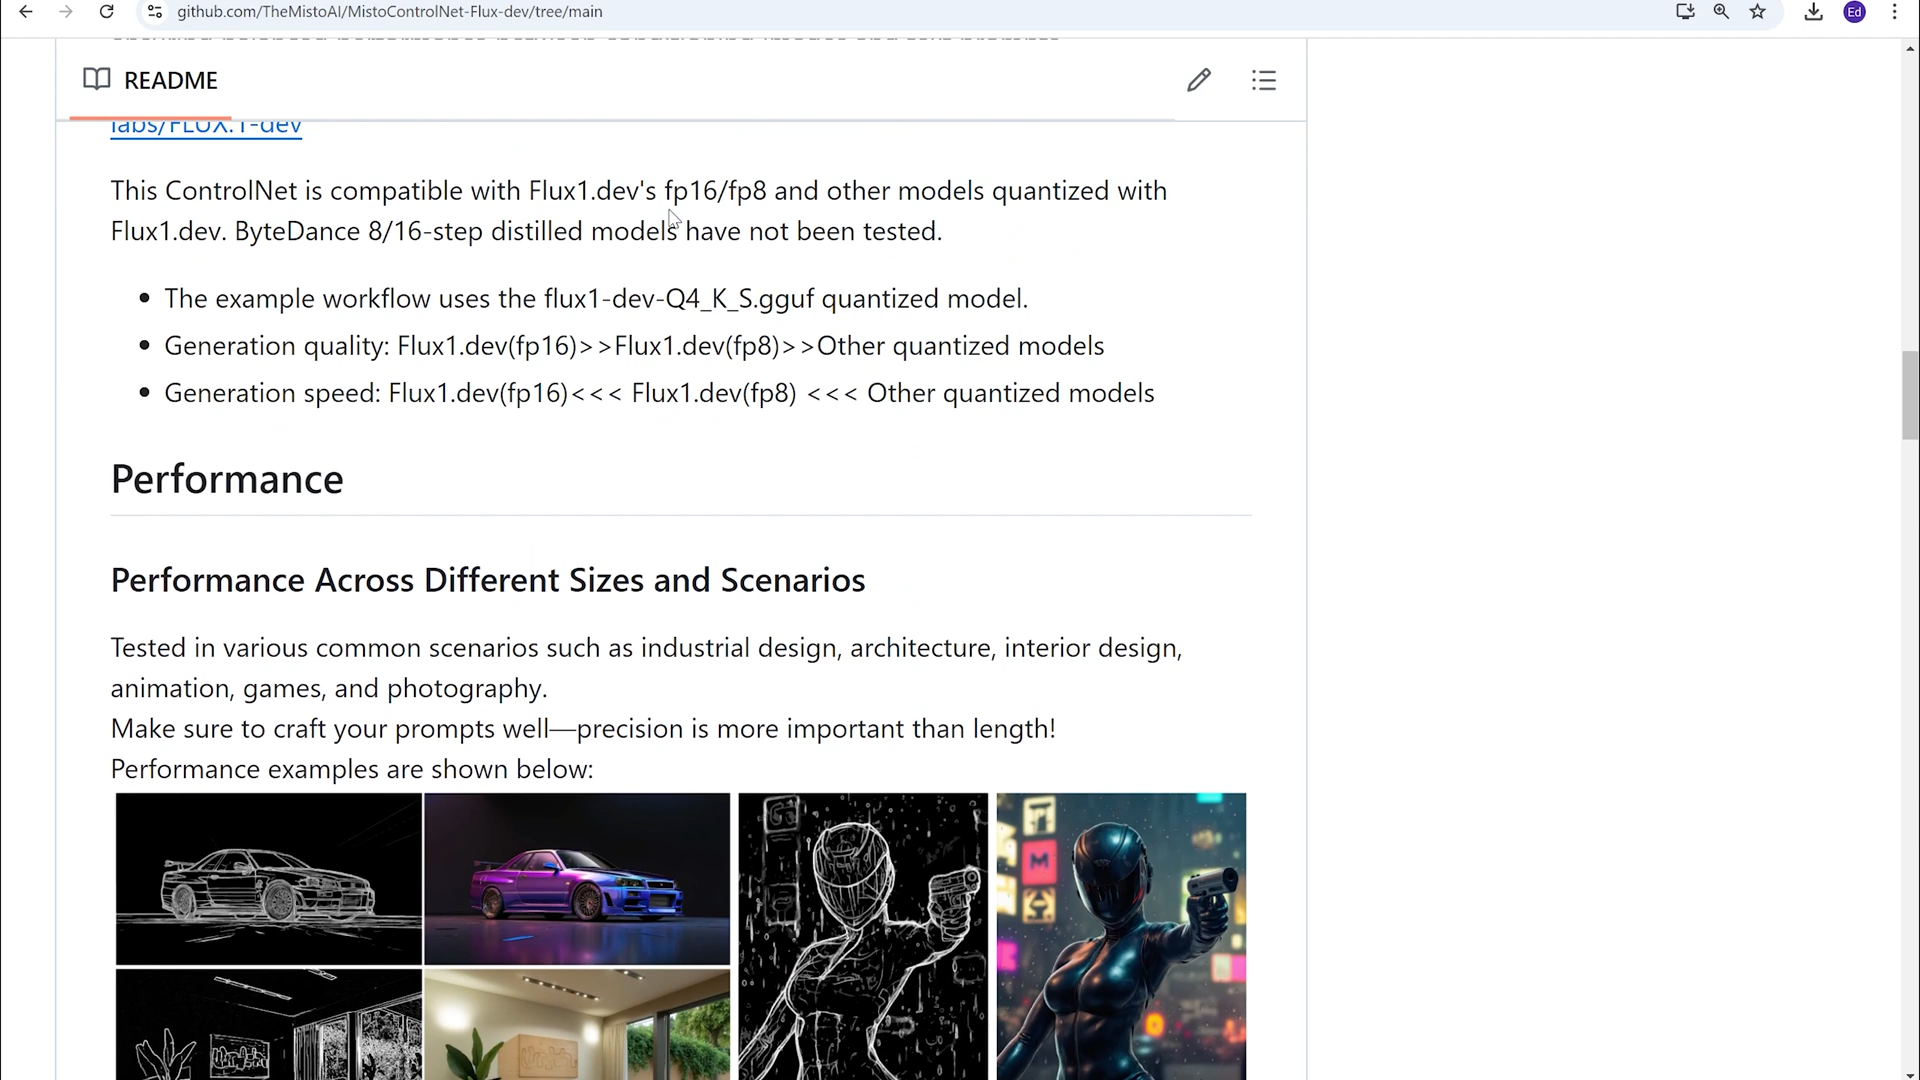 github.com/TheMistoAI/MistoControlNet-Flux-dev/tree/main
Ed
README
labs/FLUX.1-dev
This ControlNet is compatible with Flux1.dev's fp16/fp8 and other models quantized with
Flux1.dev. ByteDance 8/16-step distilled models have not been tested.
The example workflow uses the flux1-dev-Q4_K_S.gguf quantized model.
Generation quality: Flux1.dev(fp16)>>Flux1.dev(fp8)>>Other quantized models
Generation speed: Flux1.dev(fp16)<<< Flux1.dev(fp8) <<< Other quantized models
Performance
Performance Across Different Sizes and Scenarios
Tested in various common scenarios such as industrial design, architecture, interior design,
animation, games, and photography.
Make sure to craft your prompts well—precision is more important than length!
Performance examples are shown below: